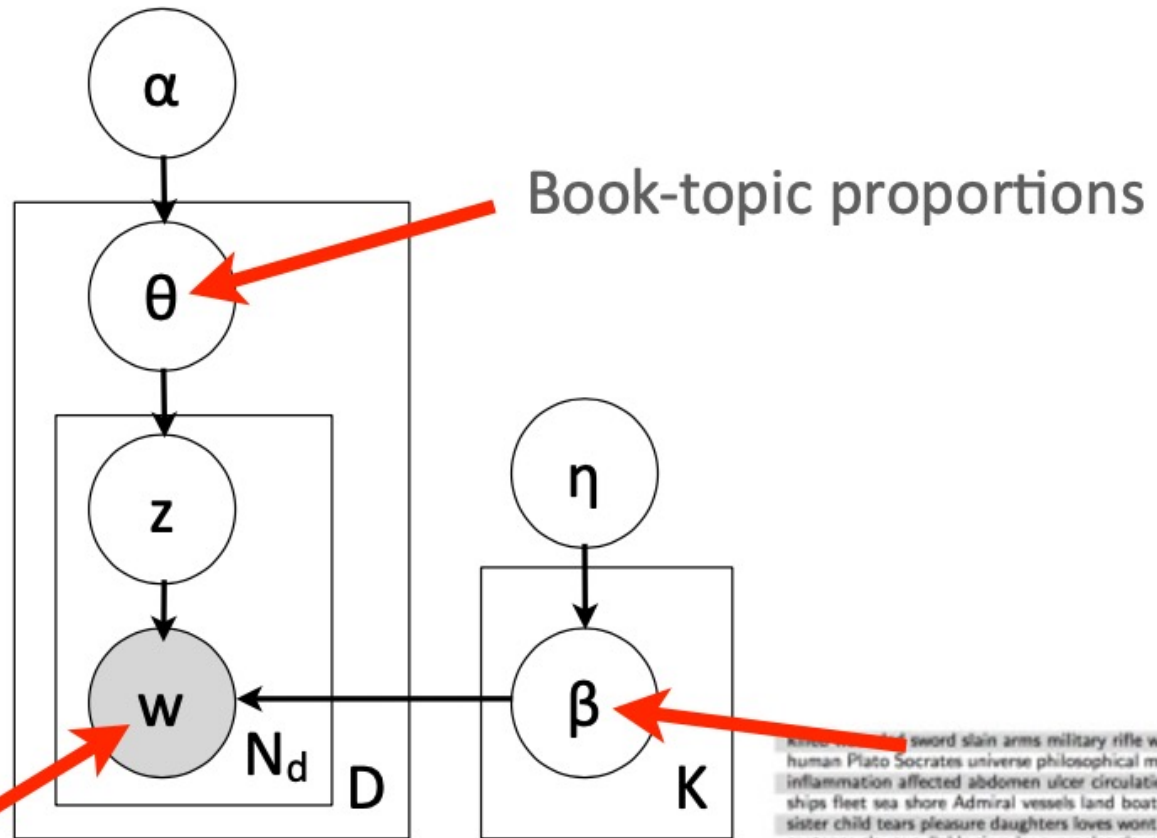 α
Book-topic proportions
θ
z
η
w
N_d
D
β
K
sword slain arms military rifle
human Plato Socrates universe philosophical
inflammation affected abdomen ulcer
ships fleet sea shore Admiral vessels land
sister child tears pleasure daughters loves